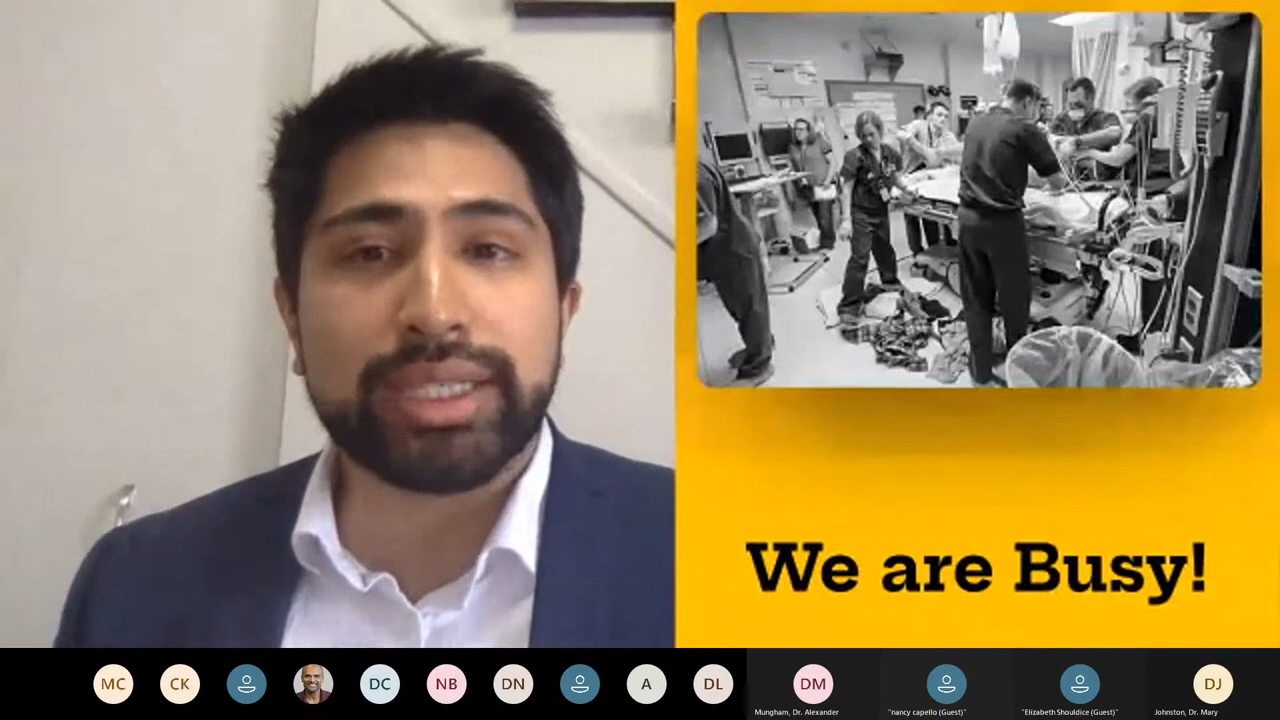 We are Busy!
MC
CK
DC
NB
DN
A
DL
DM
DJ
Mungham, Dr. Alexander
"nancy capello (Guest)"
"Elizabeth Shouldice (Guest)"
Johnston, Dr. Mary